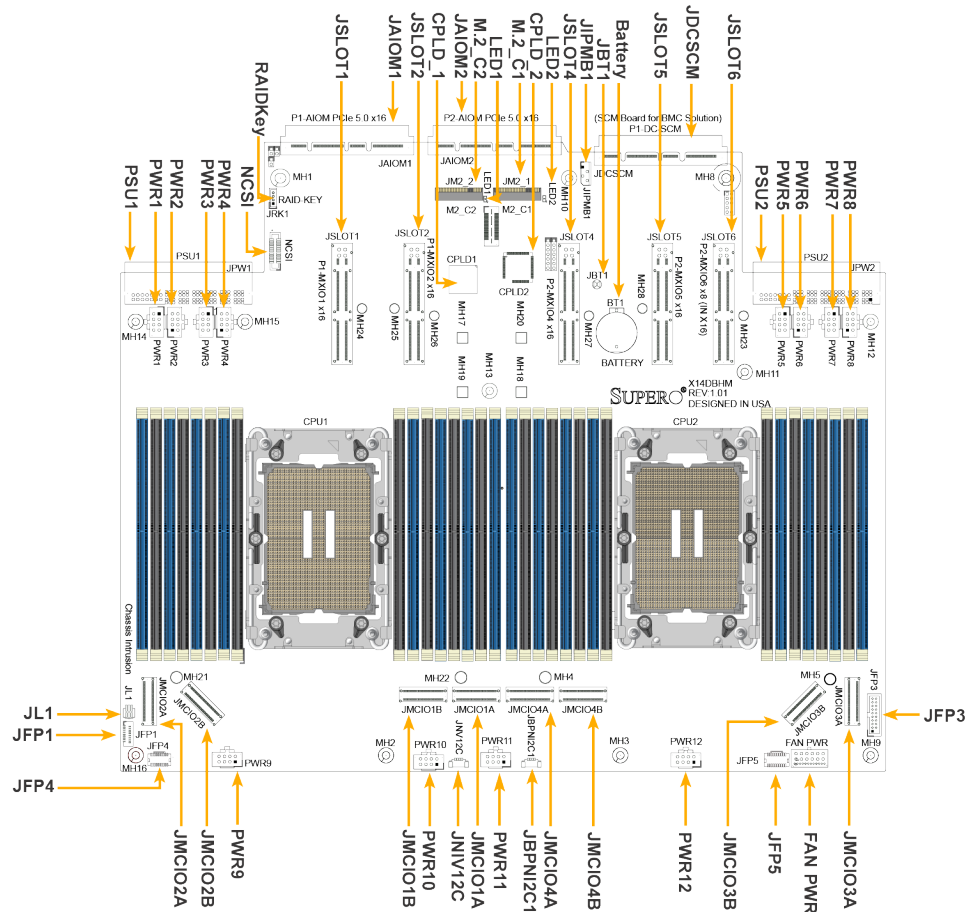 RAIDKey
NCSI
JSLOT1
JAIOM1
JSLOT2
CPLD_1
JAIOM2
M.2_C2
LED1
M.2_C1
CPLD_2
LED2
JSLOT4
JIPMB1
JBT1
Battery
JSLOT5
JDCSCM
JSLOT6
PSU1
PWR1
PWR2
PWR3
PWR4
PSU2
PWR5
PWR6
PWR7
PWR8
P1-AIOM PCIe 5.0 x16
P2-AIOM PCIe 5.0 x16
(SCM Board for BMC Solution)
P1-DC-SCM
JAIOM1
JAIOM2
JDCSCM
MH1
JM2_2
LED1
JM2_1
LED2
MH10
JIPMB1
MH8
RAID-KEY
JRK1
M2_C2
M2_C1
NCSI
JSLOT1
JSLOT2
JSLOT4
JSLOT5
JSLOT6
P1-MXIO1 x16
P1-MXIO2 x16
P2-MXIO4 x16
P2-MXIO5 x16
P2-MXIO6 x8 (IN X16)
PSU1
JPW1
PSU2
JPW2
CPLD1
CPLD2
JBT1
BT1
BATTERY
MH28
MH14
MH15
MH24
MH25
MH26
MH17
MH20
MH27
MH23
MH12
PWR1
PWR2
PWR3
PWR4
PWR5
PWR6
PWR7
PWR8
MH19
MH13
MH18
MH11
SUPERO®
X14DBHM
REV:1.01
DESIGNED IN USA
CPU1
CPU2
Chassis Intrusion
JL1
JMCIO2A
MH21
JMCIO2B
MH22
JMCIO1B
JMCIO1A
MH4
JMCIO4A
JMCIO4B
MH5
JMCIO3B
JMCIO3A
JFP3
JFP1
JFP4
MH16
PWR9
MH2
PWR10
JNVI12C
PWR11
JBPNI2C1
MH3
PWR12
JFP5
FAN PWR
MH9
JL1
JFP1
JFP4
JFP3
JMCIO2A
JMCIO2B
PWR9
JMCIO1B
PWR10
JNIV12C
JMCIO1A
PWR11
JBPNI2C1
JMCIO4A
JMCIO4B
PWR12
JMCIO3B
JFP5
FAN PWR
JMCIO3A